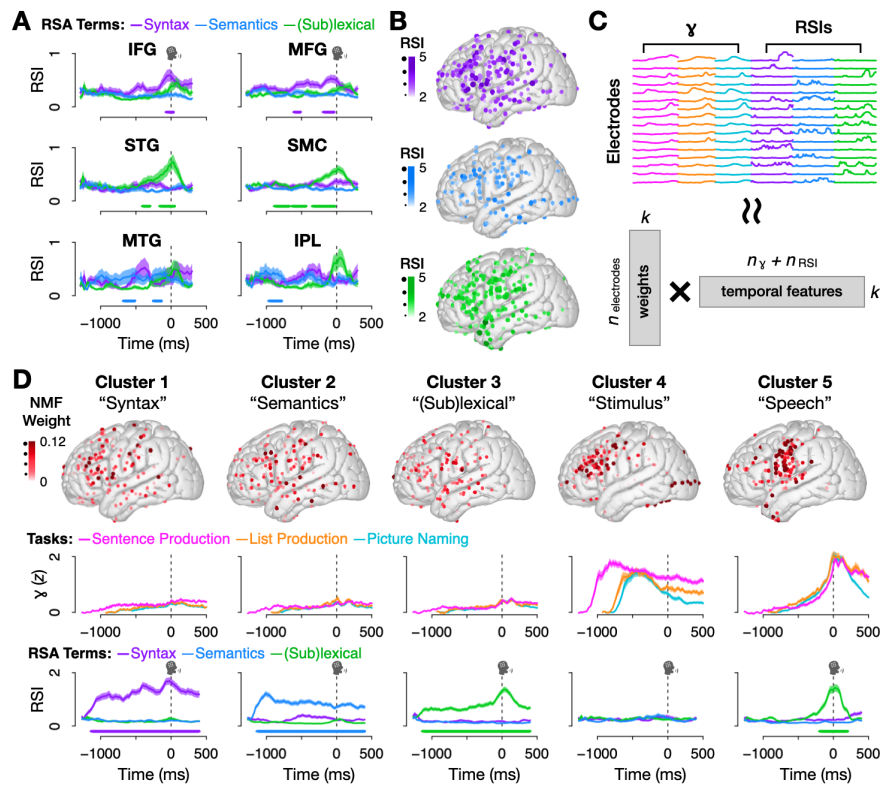 A
RSA Terms: Syntax Semantics (Sub)lexical
IFG MFG
RSI
1
0
STG SMC
RSI
1
0
MTG IPL
RSI
1
0
−1000 0 500 −1000 0 500
Time (ms) Time (ms)
B
RSI
5
2
RSI
5
2
RSI
5
2
C
ɣ RSIs
Electrodes
≈
k
n electrodes
weights
×
n ɣ + n RSI
temporal features
k
D
Cluster 1 Cluster 2 Cluster 3 Cluster 4 Cluster 5
“Syntax” “Semantics” “(Sub)lexical” “Stimulus” “Speech”
NMF
Weight
0.12
0
Tasks: Sentence Production List Production Picture Naming
ɣ (z)
2
0
−1000 0 500 −1000 0 500 −1000 0 500 −1000 0 500 −1000 0 500
RSA Terms: Syntax Semantics (Sub)lexical
RSI
2
0
−1000 0 500 −1000 0 500 −1000 0 500 −1000 0 500 −1000 0 500
Time (ms) Time (ms) Time (ms) Time (ms) Time (ms)